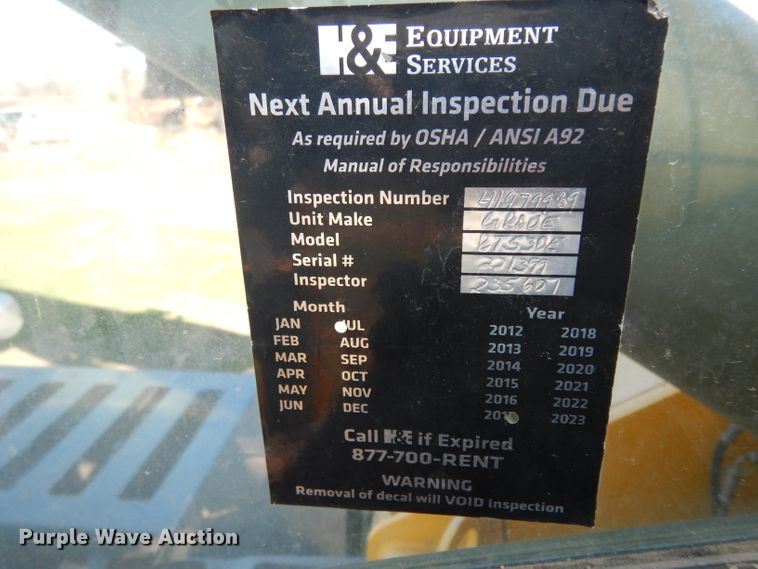 H&E EQUIPMENT SERVICES
Next Annual Inspection Due
As required by OSHA / ANSI A92
Manual of Responsibilities
Inspection Number
Unit Make GROVE
Model
Serial # 221399
Inspector 235607
Month Year
JAN JUL 2012 2018
FEB AUG 2013 2019
MAR SEP 2014 2020
APR OCT 2015 2021
MAY NOV 2016 2022
JUN DEC 2023
Call H&E if Expired
877-700-RENT
WARNING
Removal of decal will VOID Inspection
Purple Wave Auction